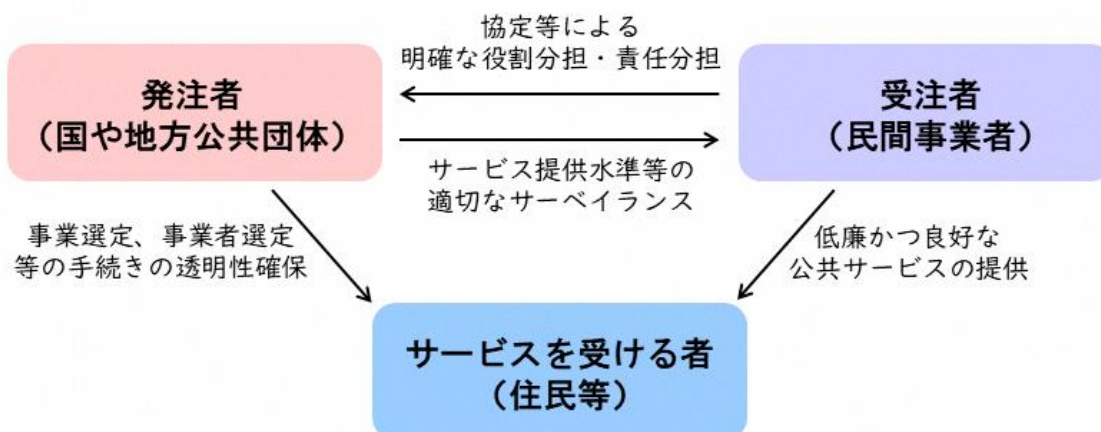 協定等による
明確な役割分担・責任分担
発注者
（国や地方公共団体）
受注者
（民間事業者）
サービス提供水準等の
適切なサーベイランス
事業選定、事業者選定
等の手続きの透明性確保
低廉かつ良好な
公共サービスの提供
サービスを受ける者
（住民等）